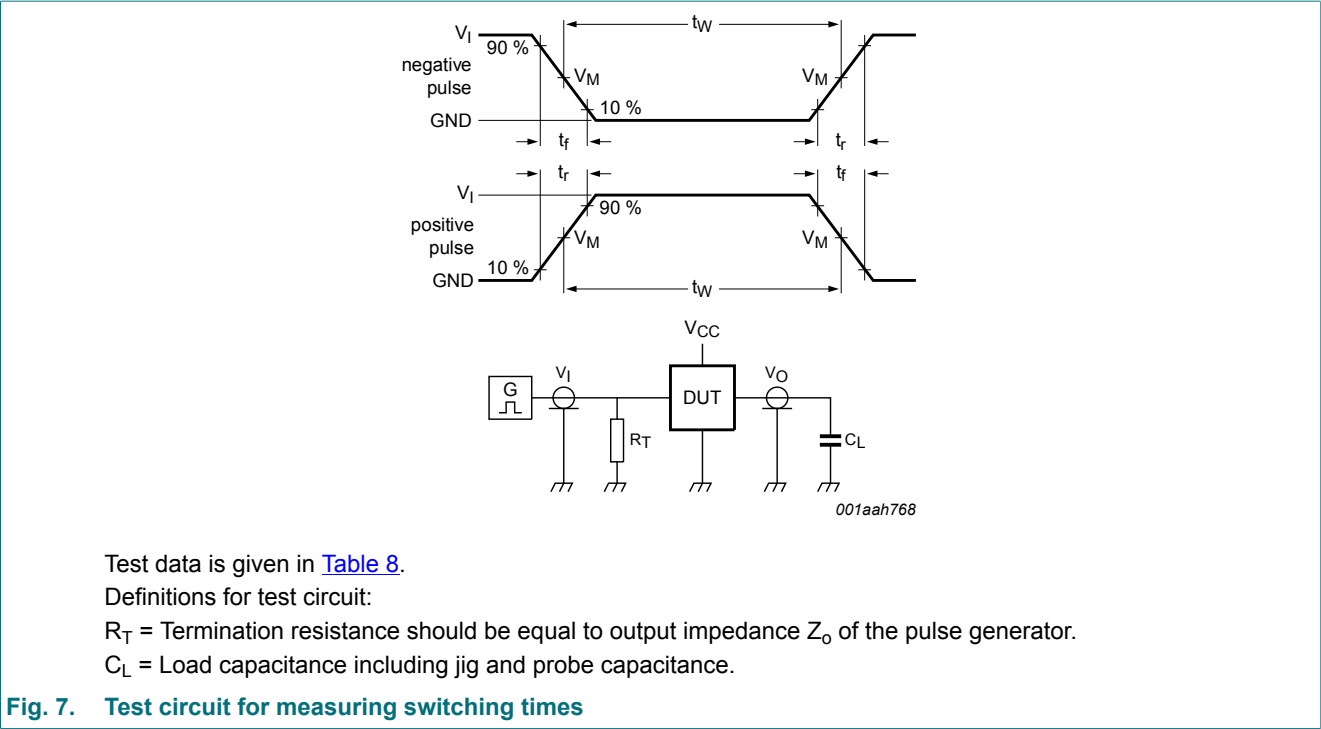 tW
VI
90 %
negative
pulse
VM
VM
10 %
GND
tf
tr
tr
tf
VI
90 %
positive
pulse
VM
VM
10 %
GND
tW
VCC
G
VI
DUT
VO
RT
CL
001aah768
Test data is given in Table 8.
Definitions for test circuit:
RT = Termination resistance should be equal to output impedance Zo of the pulse generator.
CL = Load capacitance including jig and probe capacitance.
Fig. 7. Test circuit for measuring switching times